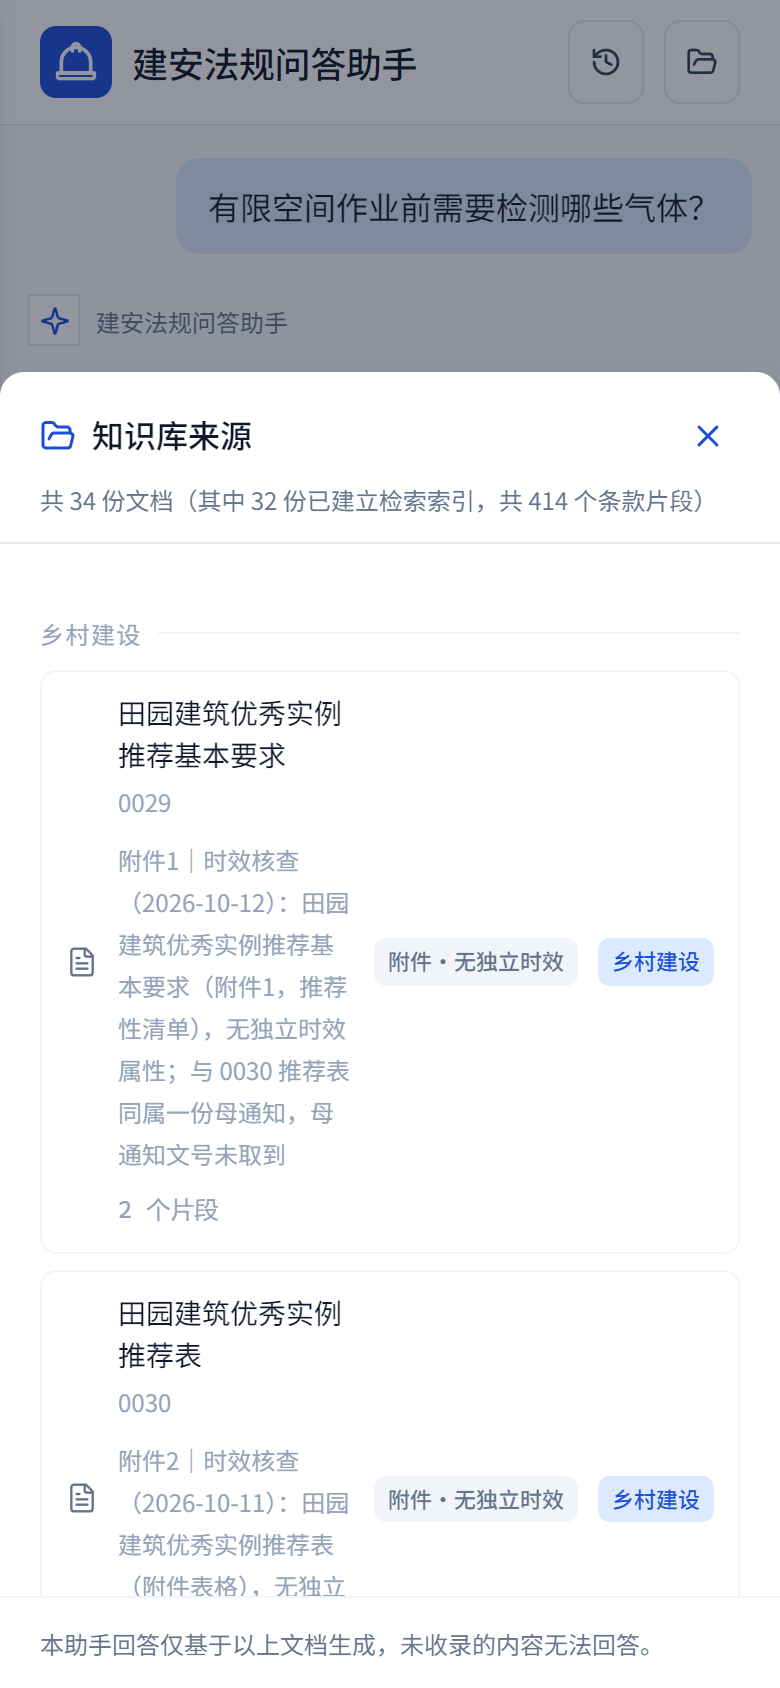 建安法规问答助手
有限空间作业前需要检测哪些气体？
建安法规问答助手
知识库来源
共 34 份文档（其中 32 份已建立检索索引，共 414 个条款片段）
乡村建设
田园建筑优秀实例
推荐基本要求
0029
附件1｜时效核查
（2026-10-12）：田园
建筑优秀实例推荐基
本要求（附件1，推荐
性清单），无独立时效
属性；与 0030 推荐表
同属一份母通知，母
通知文号未取到
2 个片段
附件·无独立时效
乡村建设
田园建筑优秀实例
推荐表
0030
附件2｜时效核查
（2026-10-11）：田园
建筑优秀实例推荐表
（附件表格），无独立
附件·无独立时效
乡村建设
本助手回答仅基于以上文档生成，未收录的内容无法回答。